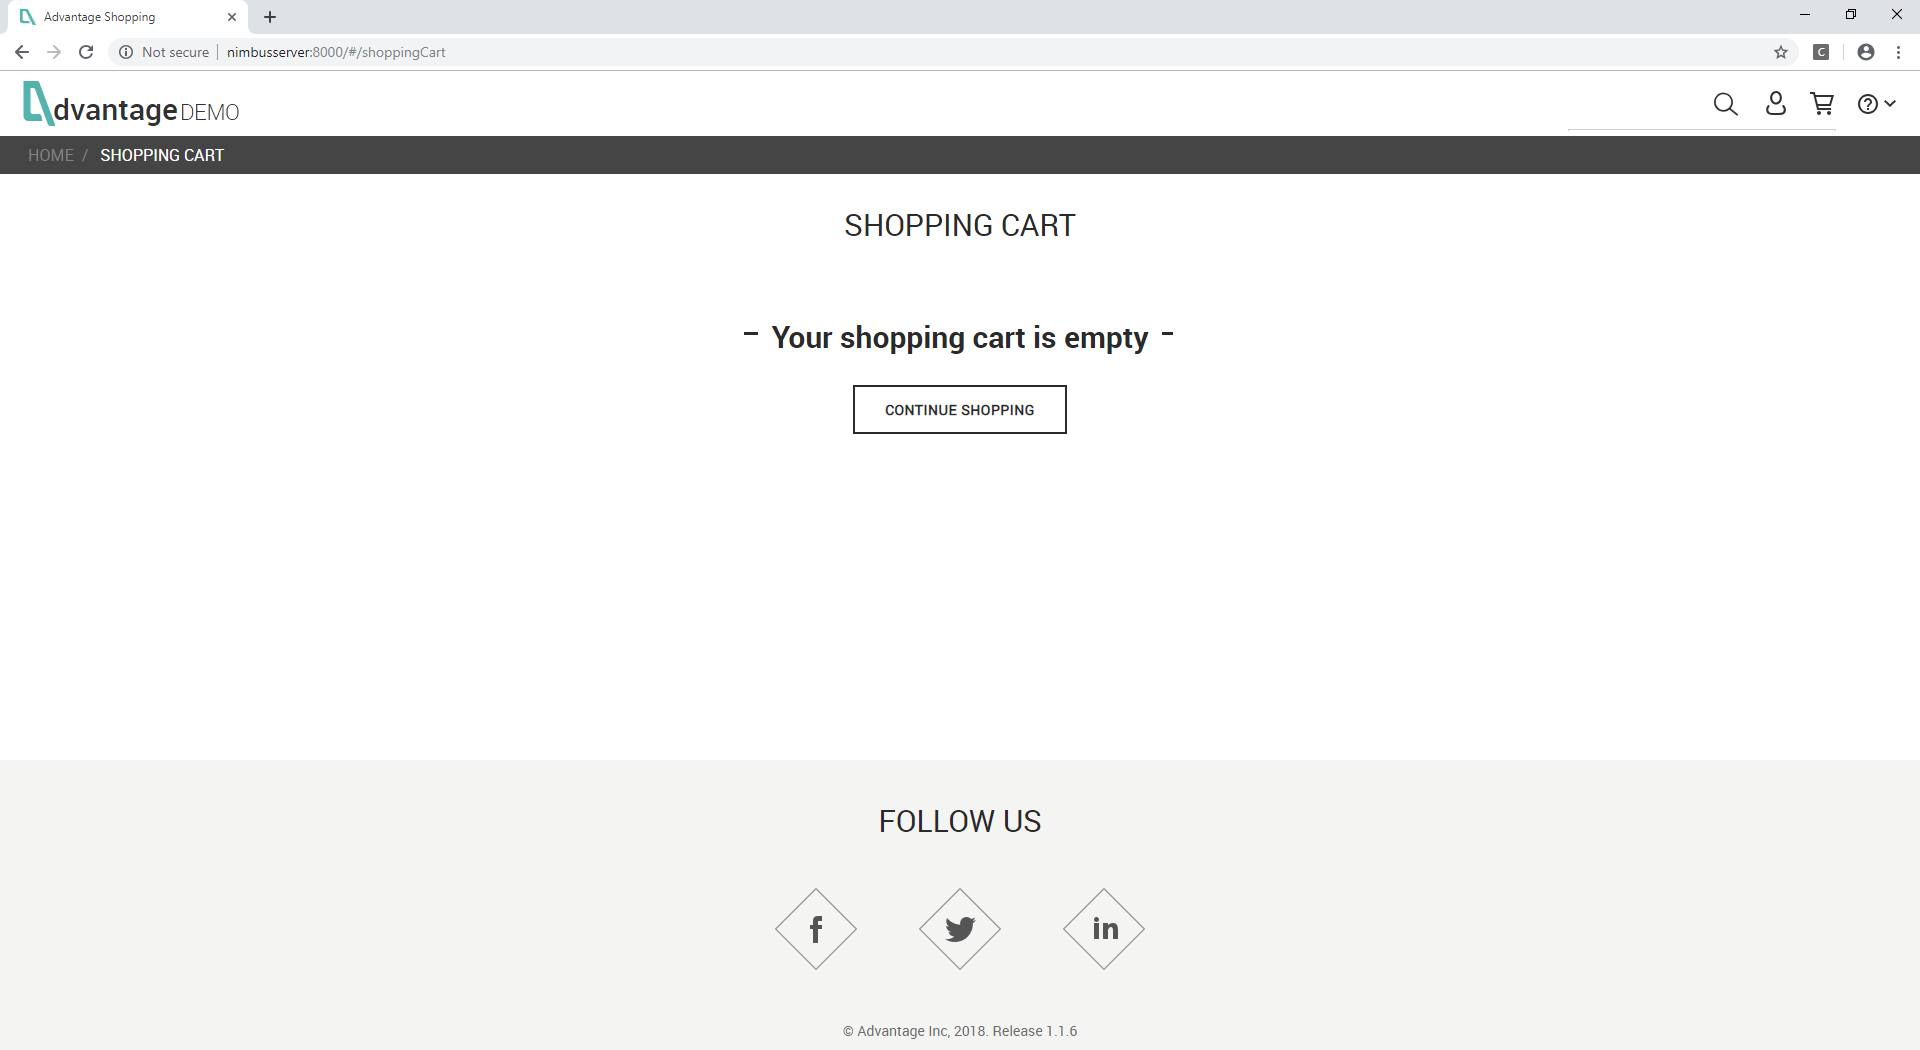 Advantage Shopping
Not secure nimbusserver:8000/#/shoppingCart
C
Advantage DEMO
HOME / SHOPPING CART
SHOPPING CART
– Your shopping cart is empty –
CONTINUE SHOPPING
FOLLOW US
f in
© Advantage Inc, 2018. Release 1.1.6